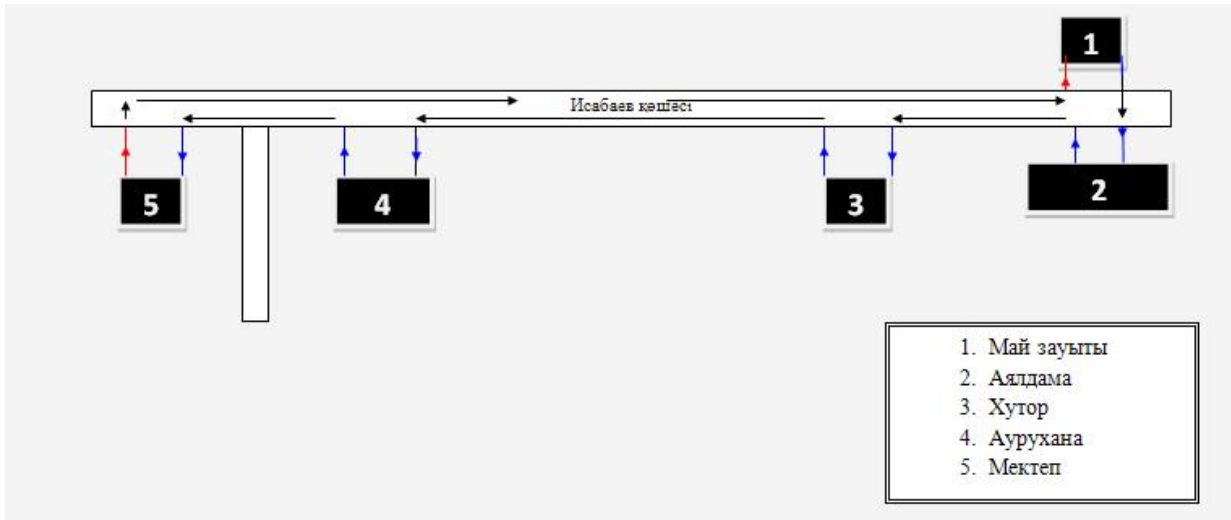 1
Исабаев көшесі
5
4
3
2
1. Май зауыты
2. Аялдама
3. Хутор
4. Аурухана
5. Мектеп